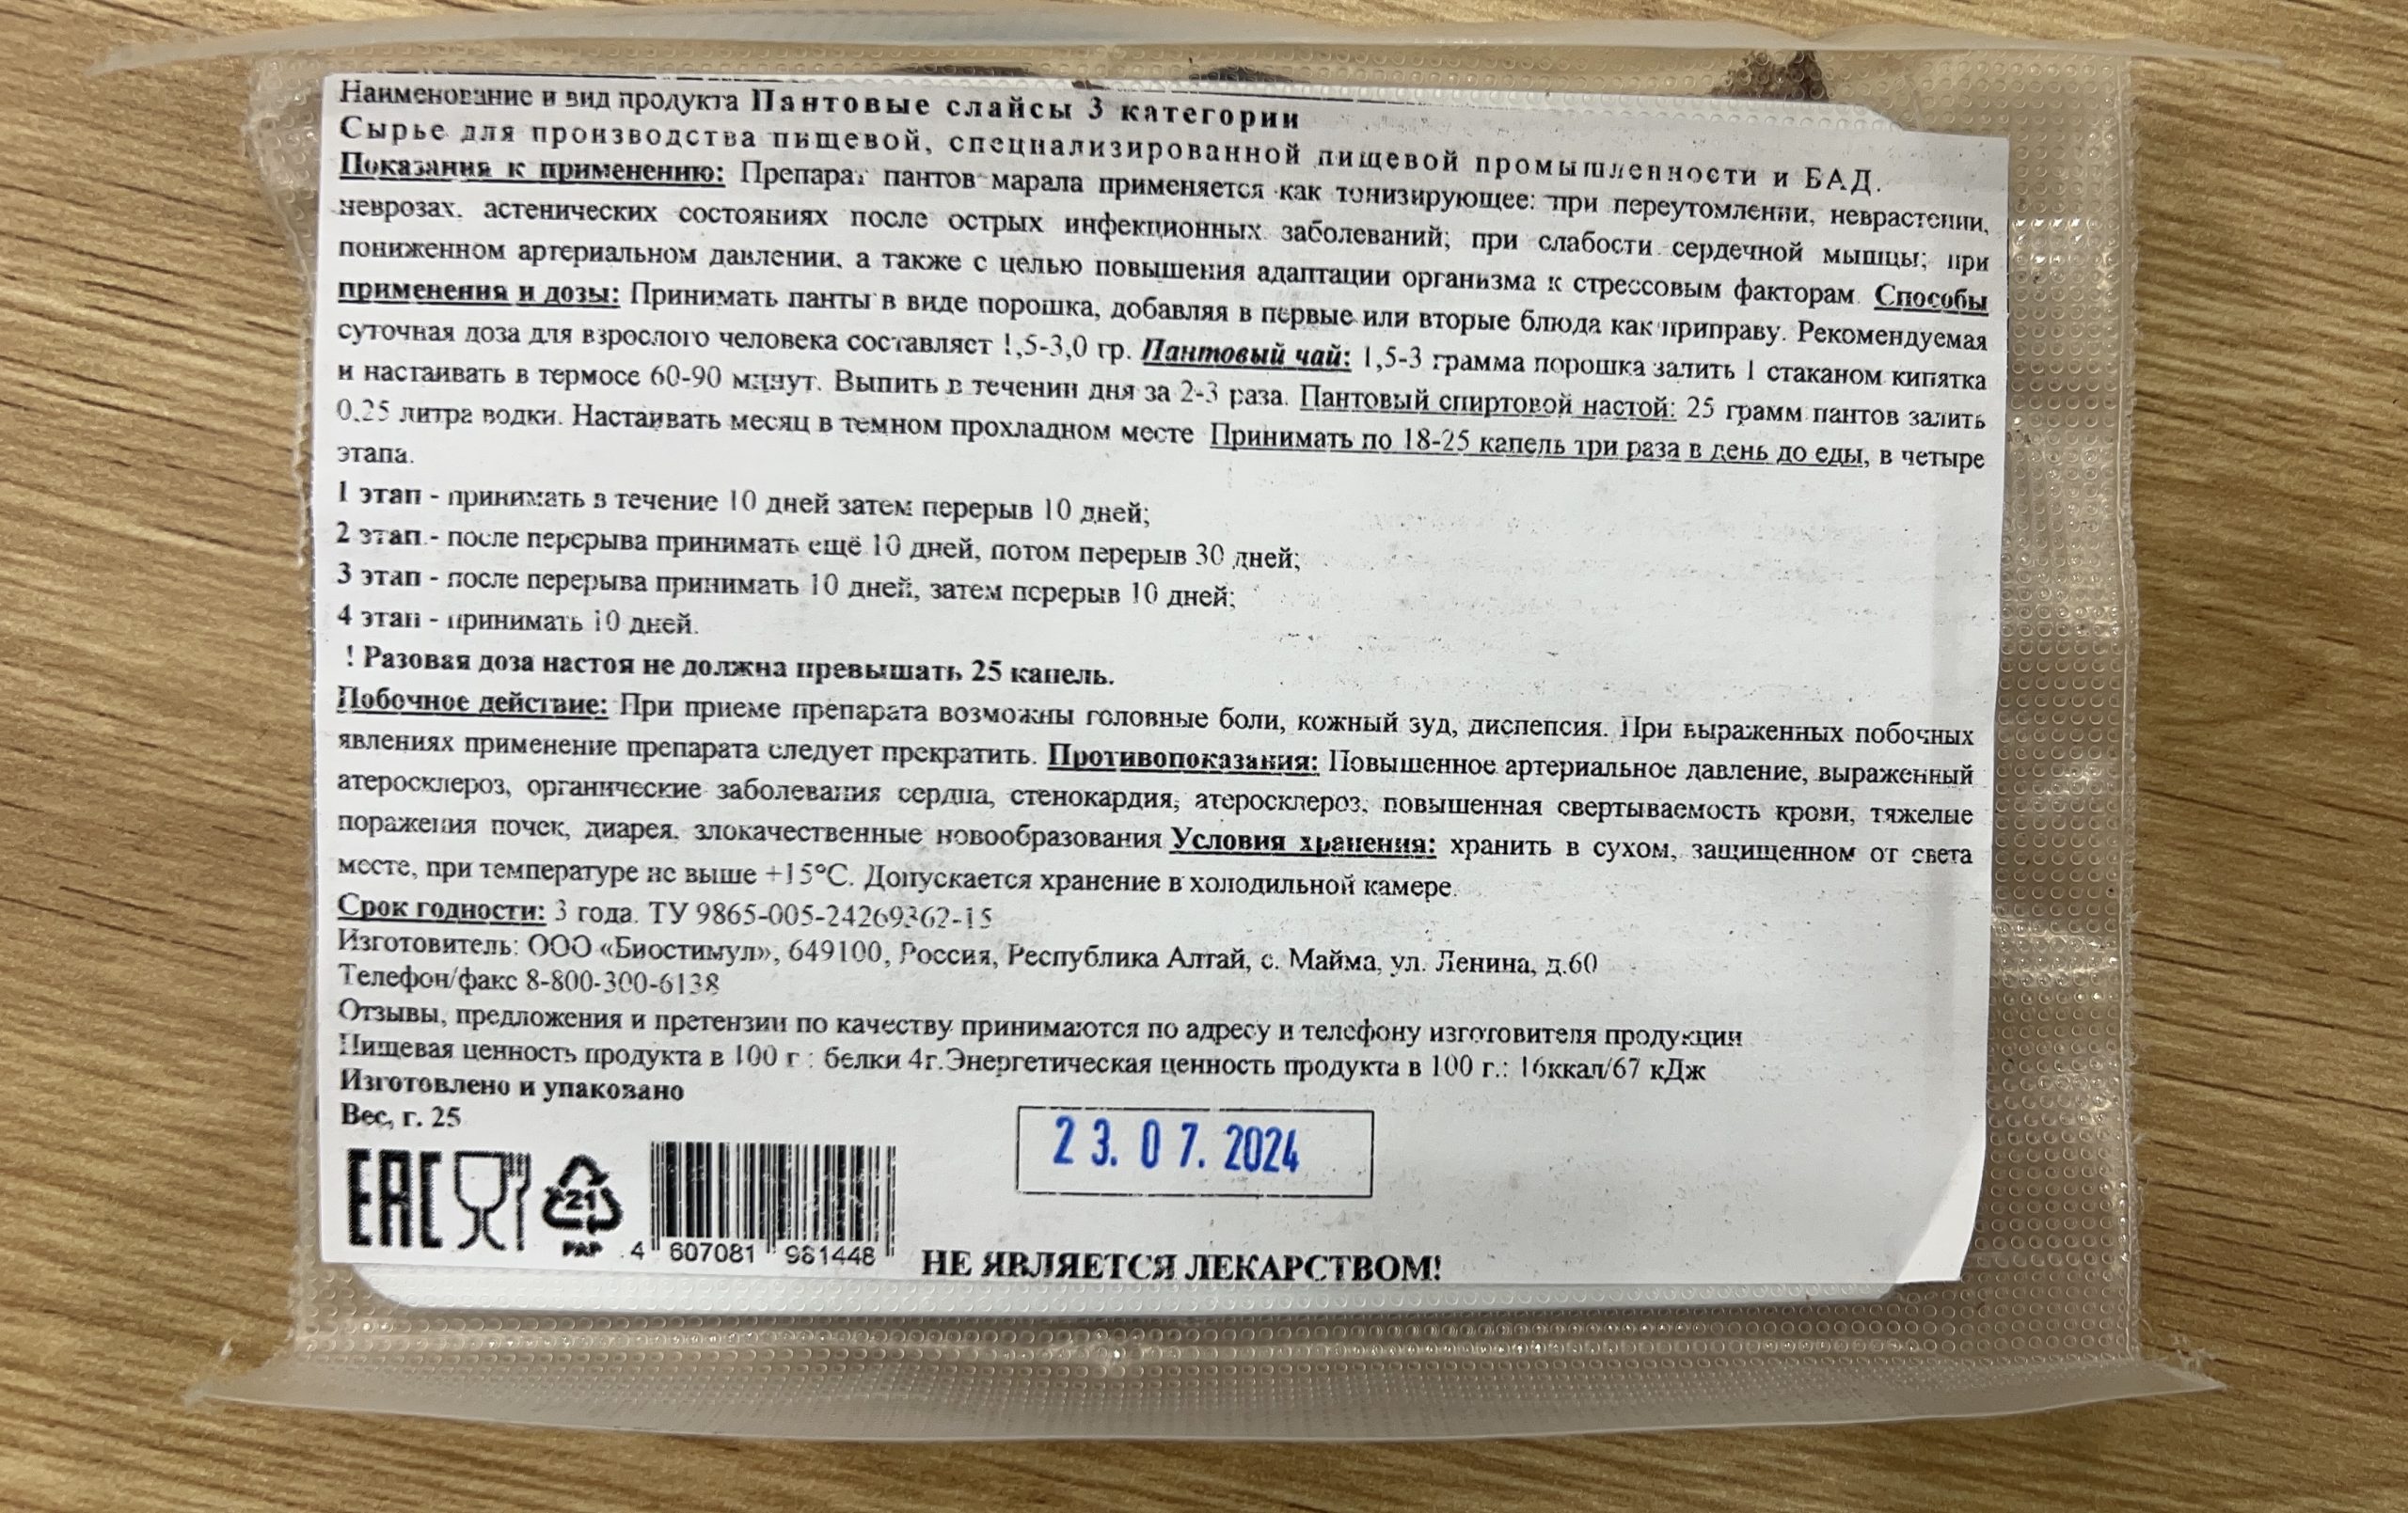 Наименование и вид продукта Пантовые слайсы 3 категории
Сырье для производства пищевой, специализированной пищевой промышленности и БАД.
Показания к применению: Препарат пантов марала применяется как тонизирующее: при переутомлении, неврастении,
неврозах, астенических состояниях после острых инфекционных заболеваний; при слабости сердечной мышцы; при
пониженном артериальном давлении, а также с целью повышения адаптации организма к стрессовым факторам. Способы
применения и дозы: Принимать панты в виде порошка, добавляя в первые или вторые блюда как приправу. Рекомендуемая
суточная доза для взрослого человека составляет 1,5-3,0 гр. Пантовый чай: 1,5-3 грамма порошка залить 1 стаканом кипятка
и настаивать в термосе 60-90 минут. Выпить в течении дня за 2-3 раза. Пантовый спиртовой настой: 25 грамм пантов залить
0,25 литра водки. Настаивать месяц в темном прохладном месте Принимать по 18-25 капель три раза в день до еды, в четыре
этапа.
1 этап - принимать в течение 10 дней затем перерыв 10 дней;
2 этап - после перерыва принимать ещё 10 дней, потом перерыв 30 дней;
3 этап - после перерыва принимать 10 дней, затем перерыв 10 дней;
4 этап - принимать 10 дней.
! Разовая доза настоя не должна превышать 25 капель.
Побочное действие: При приеме препарата возможны головные боли, кожный зуд, диспепсия. При выраженных побочных
явлениях применение препарата следует прекратить. Противопоказания: Повышенное артериальное давление, выраженный
атеросклероз, органические заболевания сердца, стенокардия, атеросклероз, повышенная свертываемость крови, тяжелые
поражения почек, диарея, злокачественные новообразования Условия хранения: хранить в сухом, защищенном от света
месте, при температуре не выше +15°С. Допускается хранение в холодильной камере.
Срок годности: 3 года. ТУ 9865-005-24269362-15
Изготовитель: ООО «Биостимул», 649100, Россия, Республика Алтай, с. Майма, ул. Ленина, д.60
Телефон/факс 8-800-300-6138
Отзывы, предложения и претензии по качеству принимаются по адресу и телефону изготовителя продукции
Пищевая ценность продукта в 100 г : белки 4г.Энергетическая ценность продукта в 100 г.: 16ккал/67 кДж
Изготовлено и упаковано
Вес, г. 25
23.07.2024
EAC
21
PAP
4 607081 981448
НЕ ЯВЛЯЕТСЯ ЛЕКАРСТВОМ!